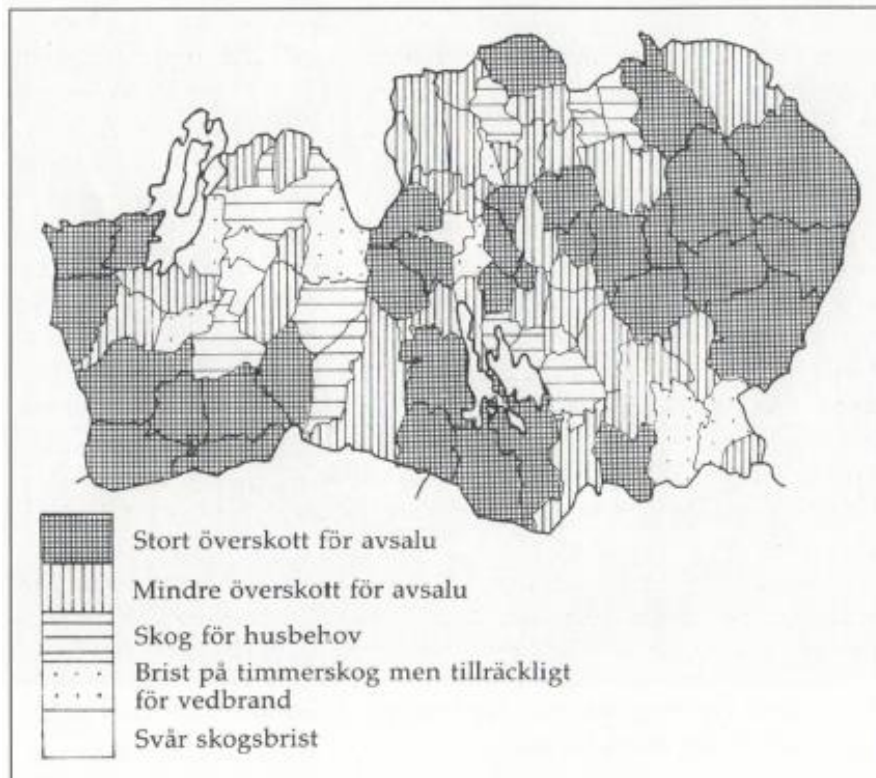 Stort överskott för avsalu
Mindre överskott för avsalu
Skog för husbehov
Brist på timmerskog men tillräckligt
för vedbrand
Svår skogsbrist